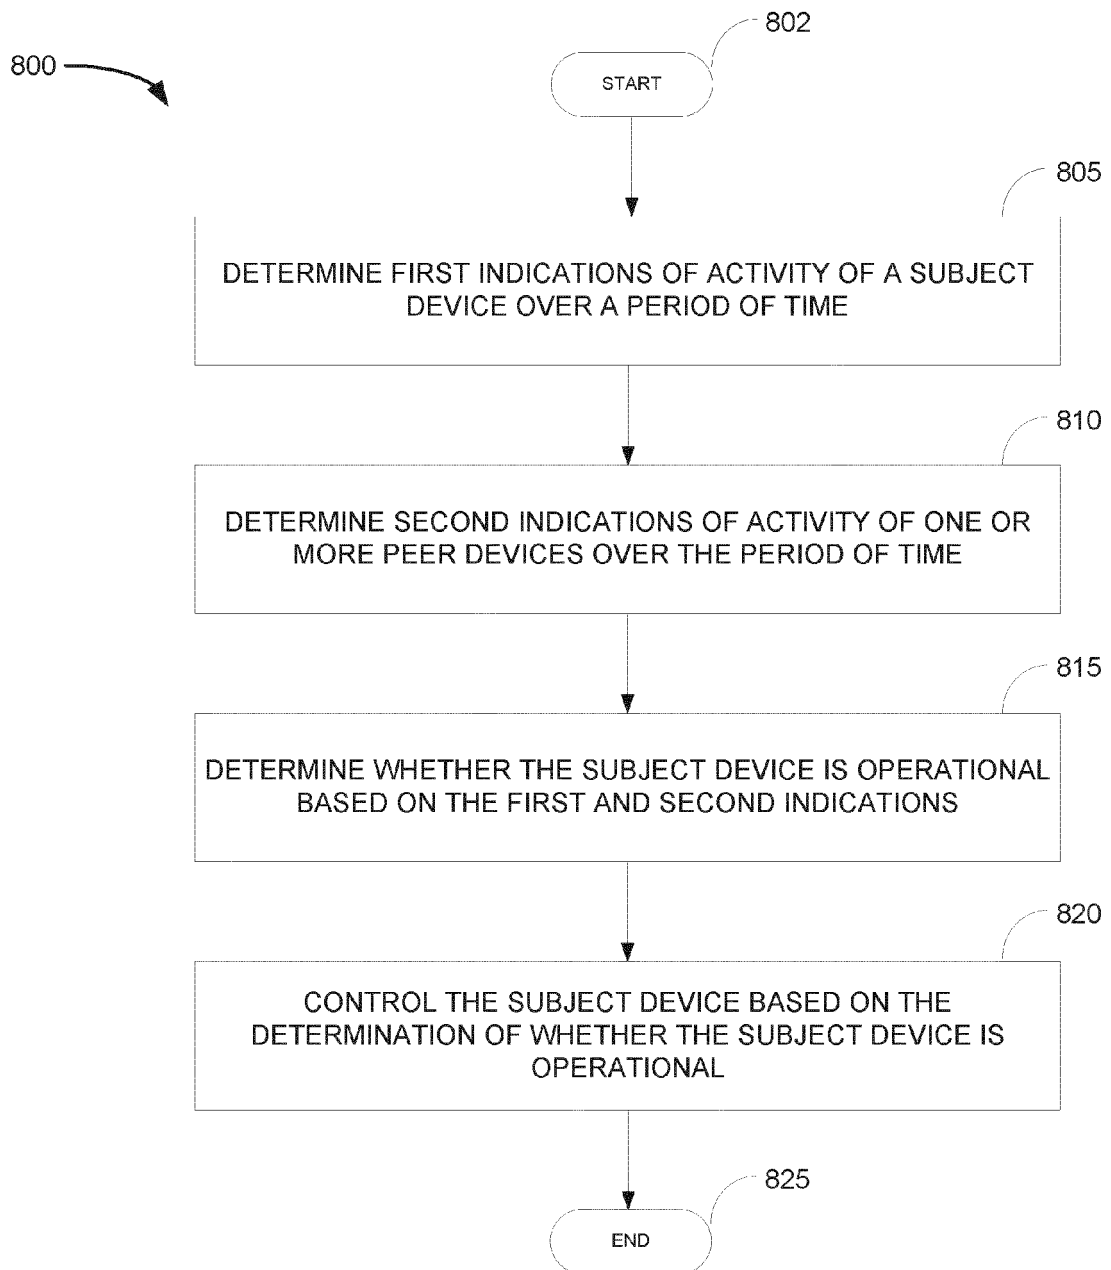 802
800
START
805
DETERMINE FIRST INDICATIONS OF ACTIVITY OF A SUBJECT
DEVICE OVER A PERIOD OF TIME
810
DETERMINE SECOND INDICATIONS OF ACTIVITY OF ONE OR
MORE PEER DEVICES OVER THE PERIOD OF TIME
815
DETERMINE WHETHER THE SUBJECT DEVICE IS OPERATIONAL
BASED ON THE FIRST AND SECOND INDICATIONS
820
CONTROL THE SUBJECT DEVICE BASED ON THE
DETERMINATION OF WHETHER THE SUBJECT DEVICE IS
OPERATIONAL
825
END